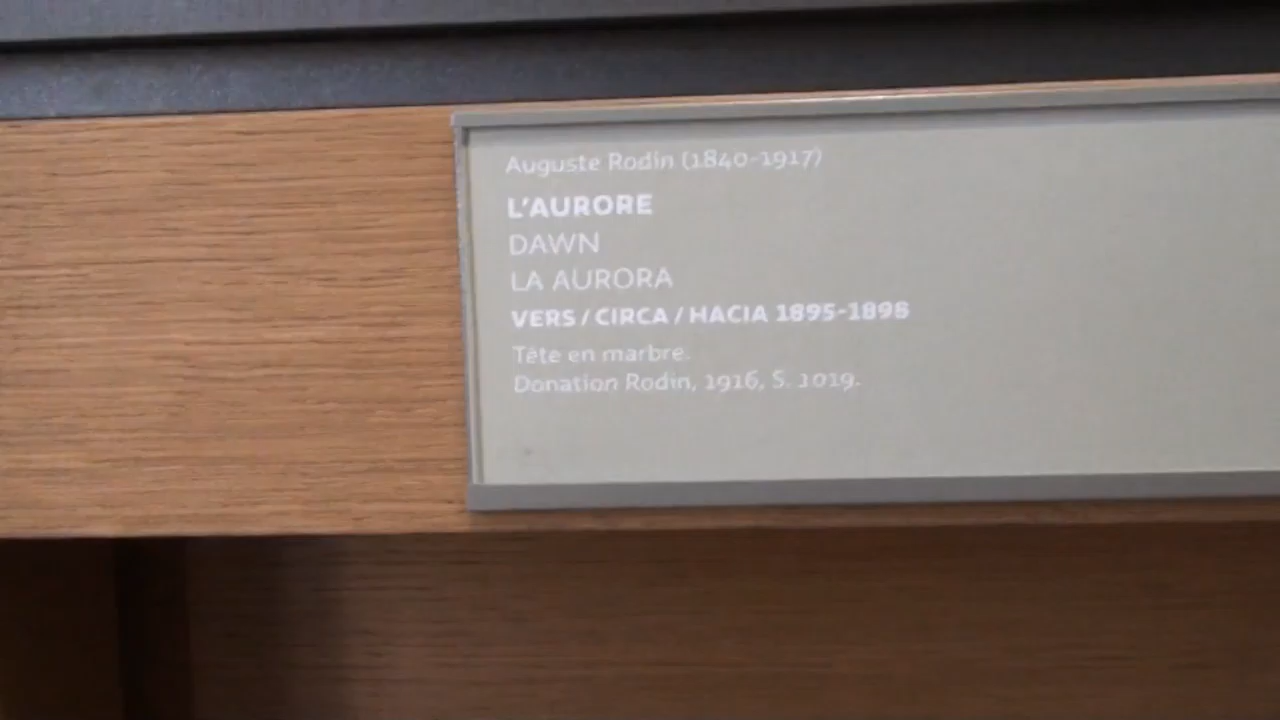 Auguste Rodin (1840-1917)
L'AURORE
DAWN
LA AURORA
VERS / CIRCA / HACIA 1895-1898
Tête en marbre.
Donation Rodin, 1916, S. 1019.